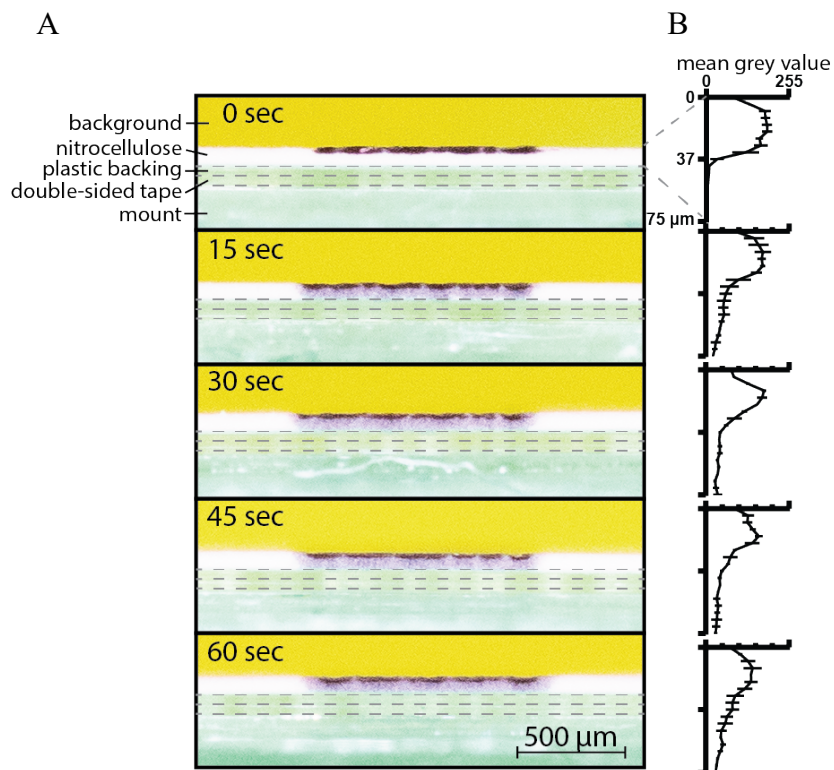 A
B
mean grey value
0 255
0
37
75 µm
0 sec
background
nitrocellulose
plastic backing
double-sided tape
mount
15 sec
30 sec
45 sec
60 sec
500 µm